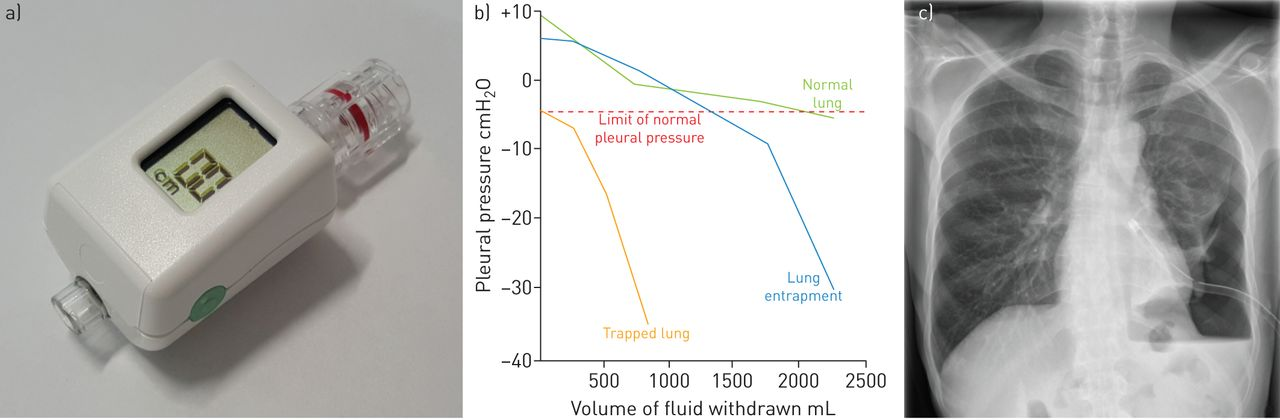 a)
cm
b)
+10
0
−10
−20
−30
−40
Pleural pressure cmH2O
Normal
lung
Limit of normal
pleural pressure
Lung
entrapment
Trapped lung
500
1000
1500
2000
2500
Volume of fluid withdrawn mL
c)